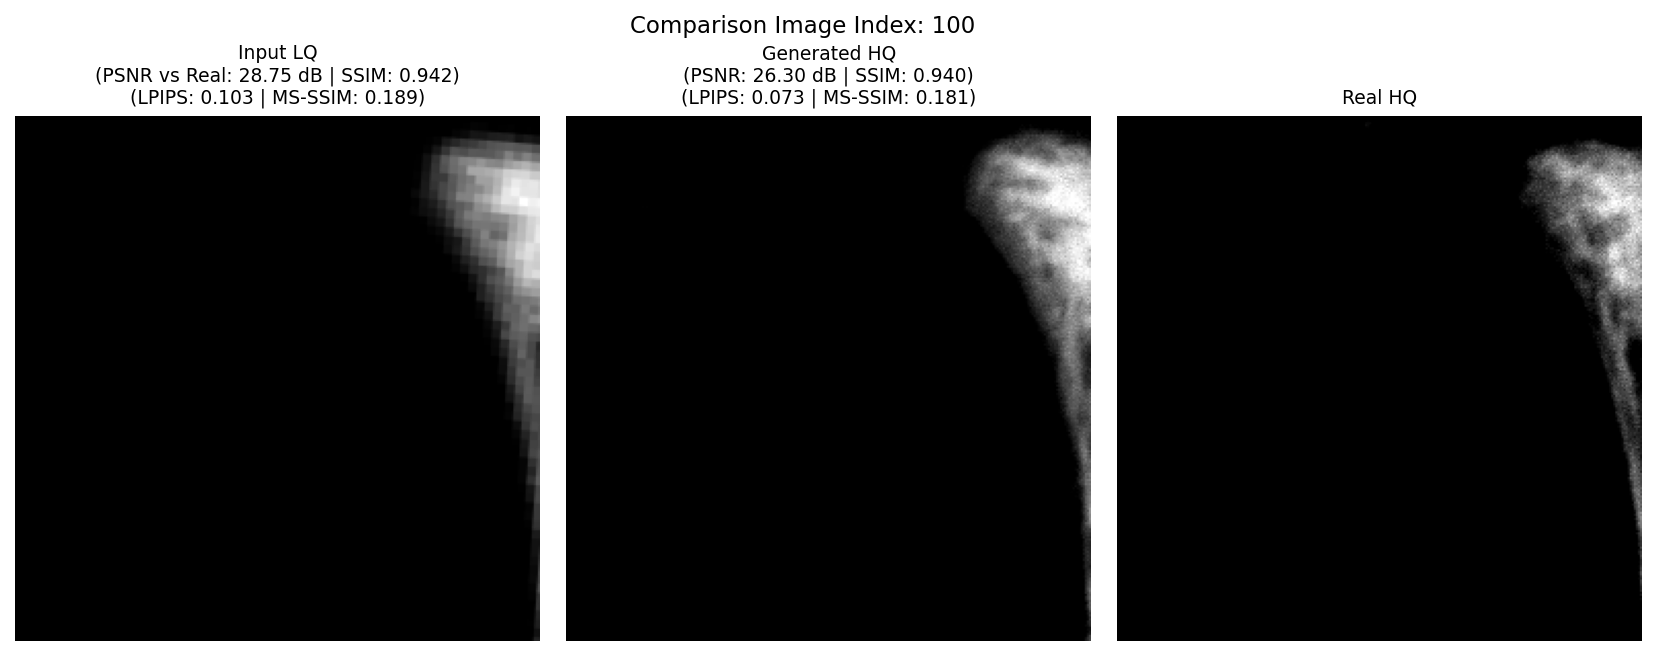 Comparison Image Index: 100
Input LQ
(PSNR vs Real: 28.75 dB | SSIM: 0.942)
(LPIPS: 0.103 | MS-SSIM: 0.189)
Generated HQ
(PSNR: 26.30 dB | SSIM: 0.940)
(LPIPS: 0.073 | MS-SSIM: 0.181)
Real HQ